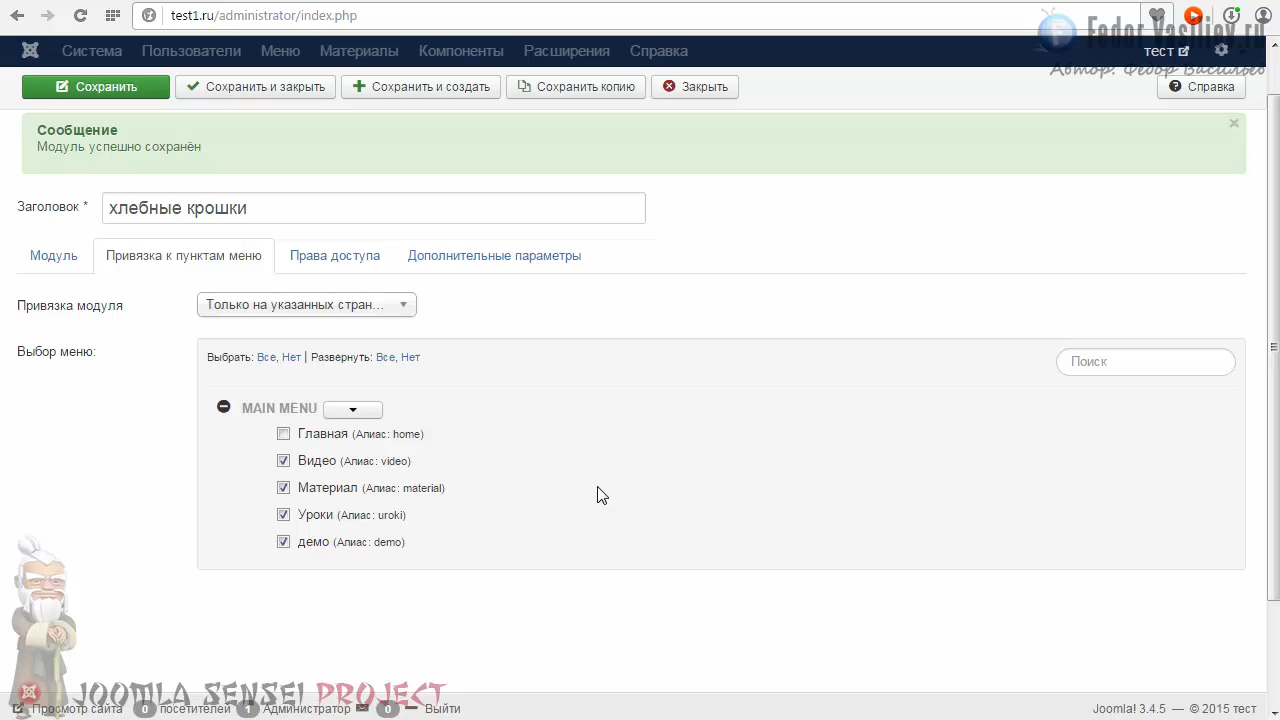 test1.ru/administrator/index.php
Fedor Vasiliev.ru
Система Пользователи Меню Материалы Компоненты Расширения Справка тест
Автор: Федор Васильев
Сохранить Сохранить и закрыть Сохранить и создать Сохранить копию Закрыть Справка
Сообщение
Модуль успешно сохранён
Заголовок * хлебные крошки
Модуль Привязка к пунктам меню Права доступа Дополнительные параметры
Привязка модуля Только на указанных стран...
Выбор меню: Выбрать: Все, Нет | Развернуть: Все, Нет Поиск
MAIN MENU
Главная (Алиас: home)
Видео (Алиас: video)
Материал (Алиас: material)
Уроки (Алиас: uroki)
демо (Алиас: demo)
JOOMLA SENSEI PROJECT
Просмотр сайта 0 посетителей 1 Администратор 0 Выйти Joomla! 3.4.5 — © 2015 тест